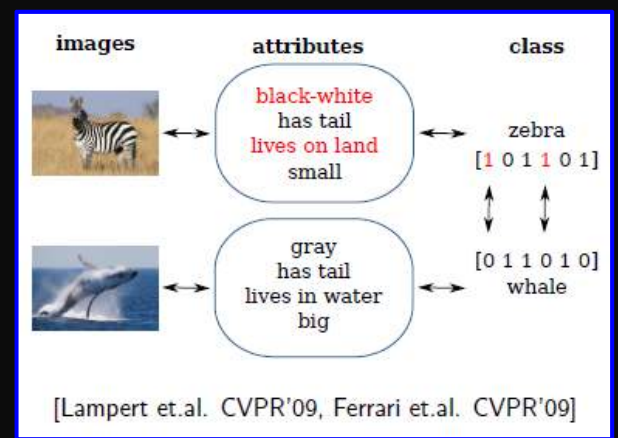 images attributes class
black-white
has tail
lives on land
small
zebra
[1 0 1 1 0 1]
gray
has tail
lives in water
big
[0 1 1 0 1 0]
whale
[Lampert et.al. CVPR'09, Ferrari et.al. CVPR'09]